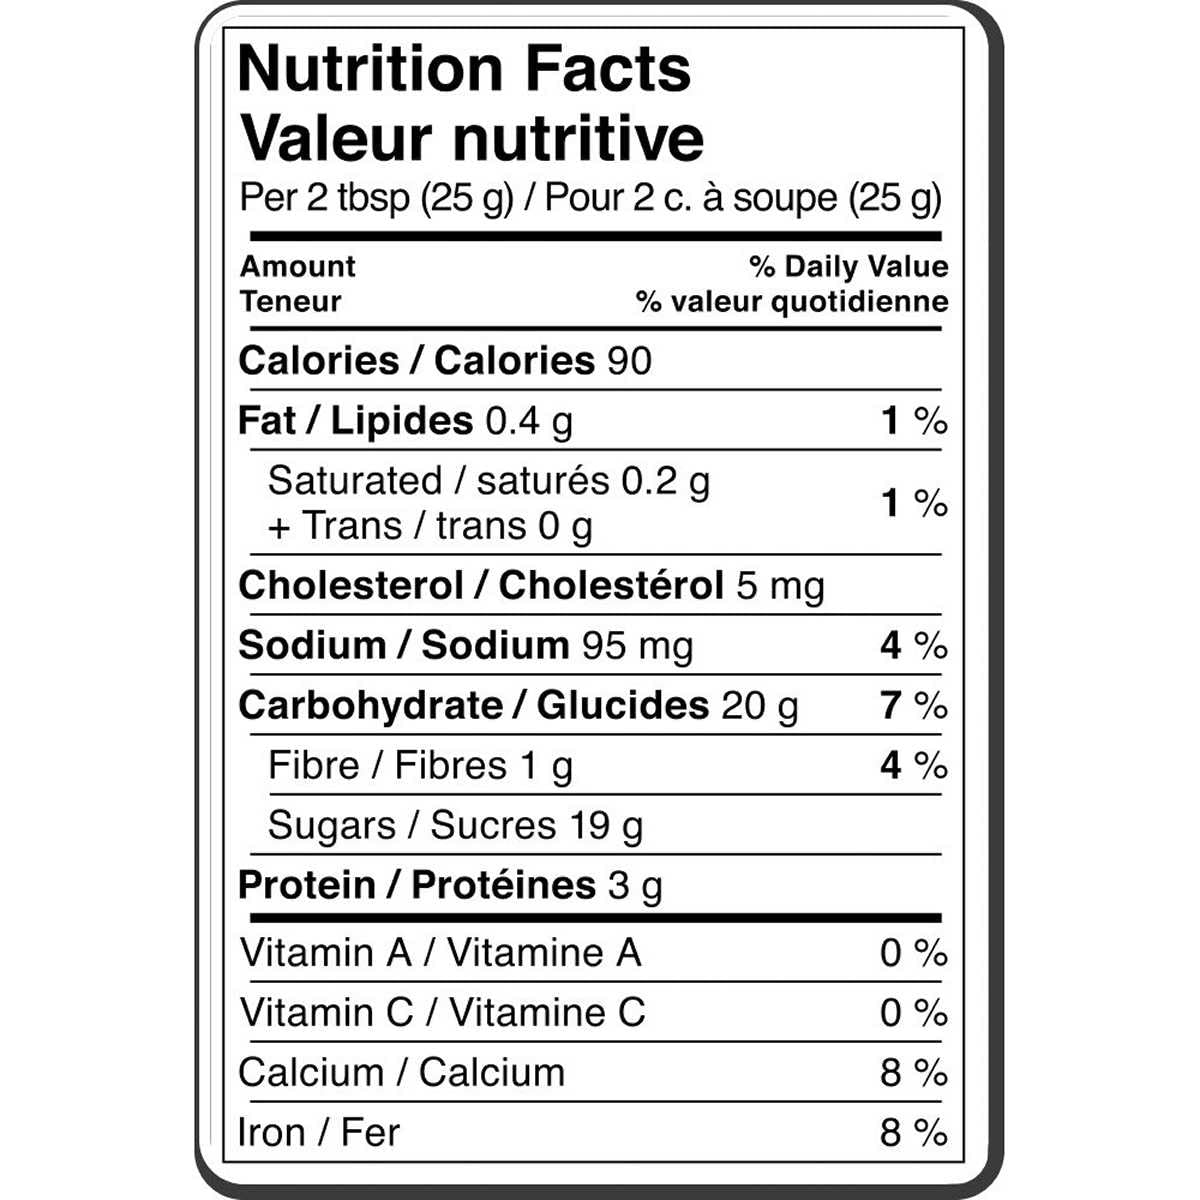 Nutrition Facts
Valeur nutritive
Per 2 tbsp (25 g) / Pour 2 c. à soupe (25 g)
Amount % Daily Value
Teneur % valeur quotidienne
Calories / Calories 90
Fat / Lipides 0.4 g 1 %
Saturated / saturés 0.2 g
+ Trans / trans 0 g 1 %
Cholesterol / Cholestérol 5 mg
Sodium / Sodium 95 mg 4 %
Carbohydrate / Glucides 20 g 7 %
Fibre / Fibres 1 g 4 %
Sugars / Sucres 19 g
Protein / Protéines 3 g
Vitamin A / Vitamine A 0 %
Vitamin C / Vitamine C 0 %
Calcium / Calcium 8 %
Iron / Fer 8 %